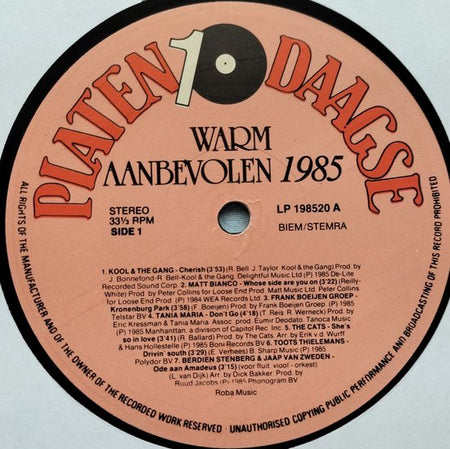 PLATEN 10 DAAGSE
WARM
AANBEVOLEN 1985
STEREO
33⅓ RPM
SIDE 1
LP 198520 A
BIEM/STEMRA
1. KOOL & THE GANG - Cherish (3'53) (R. Bell J. Taylor Kool & the Gang) Prod. by
J. Bonnefond - R. Bell-Kool & the Gang. Delightful Music Ltd (P) 1985 De-Lite
Recorded Sound Corp. 2. MATT BIANCO - Whose side are you on (3'22) (Reilly-
White) Prod. by Peter Collins for Loose End Prod. Matt Music Ltd. Peter Collins
for Loose End Prod. (P) 1984 WEA Records Ltd. 3. FRANK BOEIJEN GROEP -
Kronenburg Park (3'58) (F. Boeijen) Prod. by Frank Boeijen Groep (P) 1985
Telstar BV 4. TANIA MARIA - Don't Go (4'18) (T. Reis R. Werneck) Prod. by
Eric Kressman & Tania Maria Assoc. prod. Eumir Deodato. Tanoca Music
(P) 1985 Manhanttan a division of Capitol Rec. Inc. 5. THE CATS - She's
so in love (4'31) (R. Ballard) Prod. by The Cats. Arr. by Erik v.d. Wurff
& Hans Hollestelle (P) 1985 Boni Records BV 6. TOOTS THIELEMANS -
Drivin' south (3'29) (E. Verhees) B. Sharp Music (P) 1985
Polydor BV 7. BERDIEN STENBERG & JAAP VAN ZWEDEN -
Ode aan Amadeus (3'15) (voor fluit viool - orkest)
(L. van Dijk) Arr. by Dick Bakker Prod. by
Ruud Jacobs (P) 1985 Phonogram BV
Roba Music
ALL RIGHTS OF THE MANUFACTURER AND OF THE OWNER OF THE RECORDED WORK RESERVED - UNAUTHORISED COPYING PUBLIC PERFORMANCE AND BROADCASTING OF THIS RECORD PROHIBITED